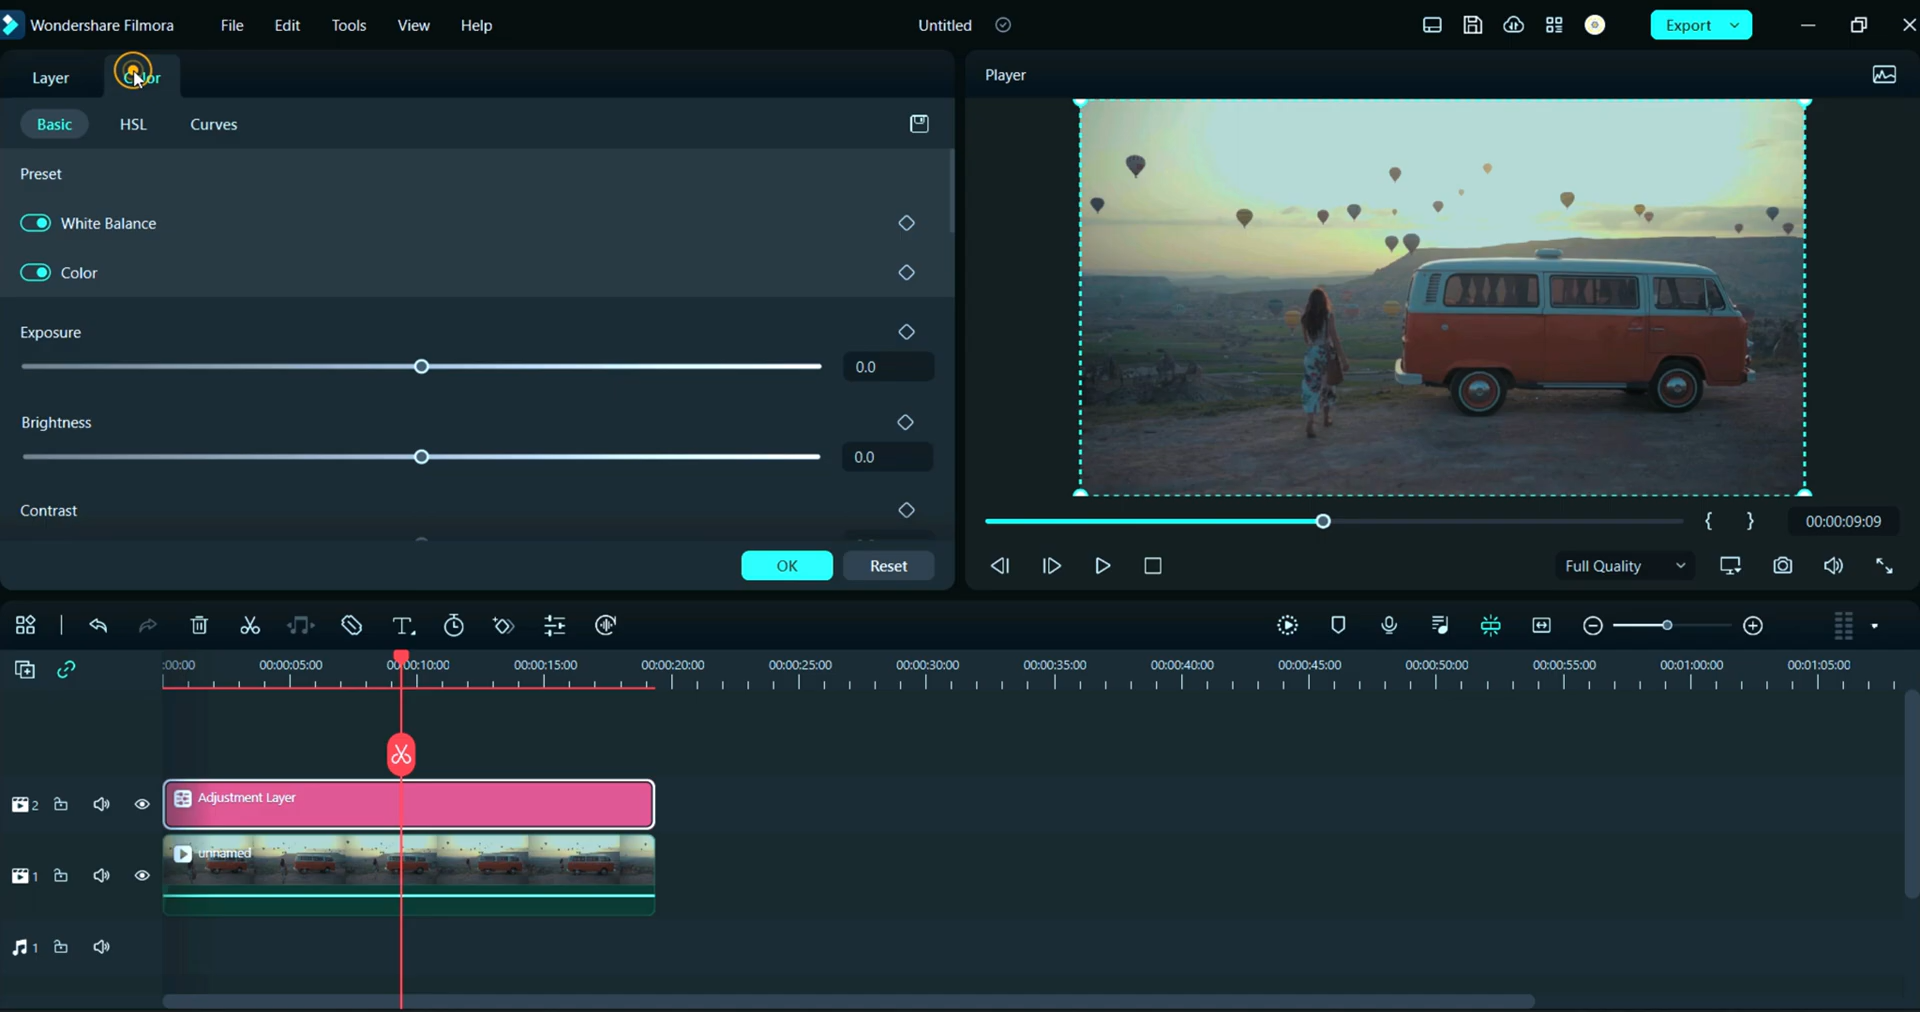 Wondershare Filmora File Edit Tools View Help Untitled Export
Layer Color
Player
Basic HSL Curves
Preset
White Balance
Color
Exposure
0.0
Brightness
0.0
Contrast
OK Reset
00:00:09:09
Full Quality
:00:00 00:00:05:00 00:00:10:00 00:00:15:00 00:00:20:00 00:00:25:00 00:00:30:00 00:00:35:00 00:00:40:00 00:00:45:00 00:00:50:00 00:00:55:00 00:01:00:00 00:01:05:00
2 Adjustment Layer
unnamed
1
1